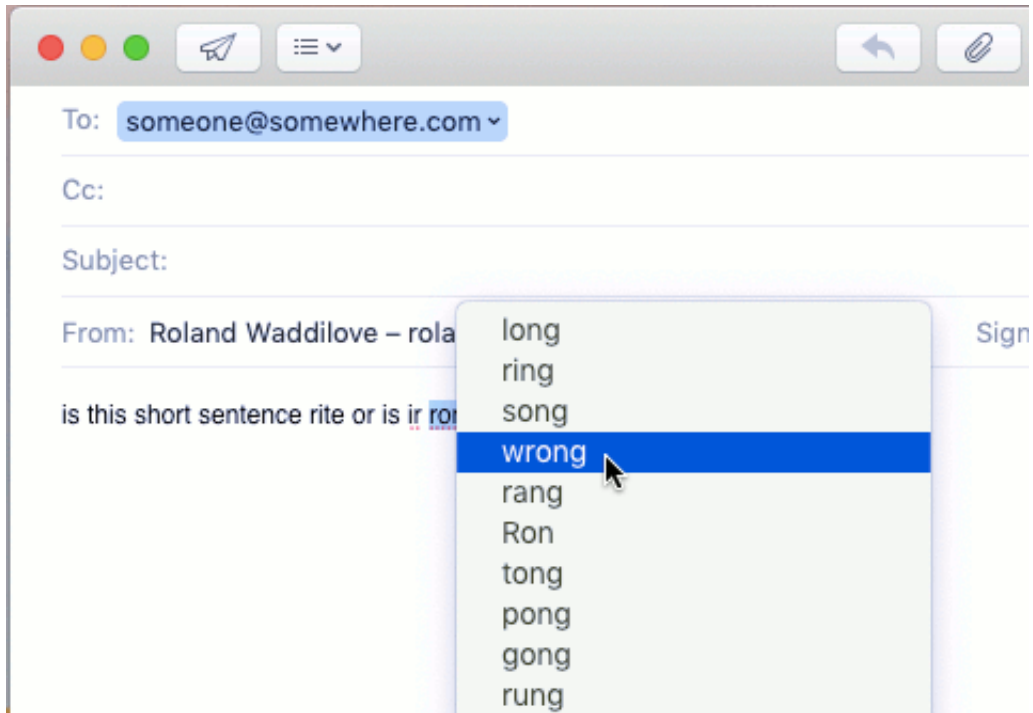 To: someone@somewhere.com
Cc:
Subject:
From: Roland Waddilove – rola
Sign
is this short sentence rite or is ir ror
long
ring
song
wrong
rang
Ron
tong
pong
gong
rung